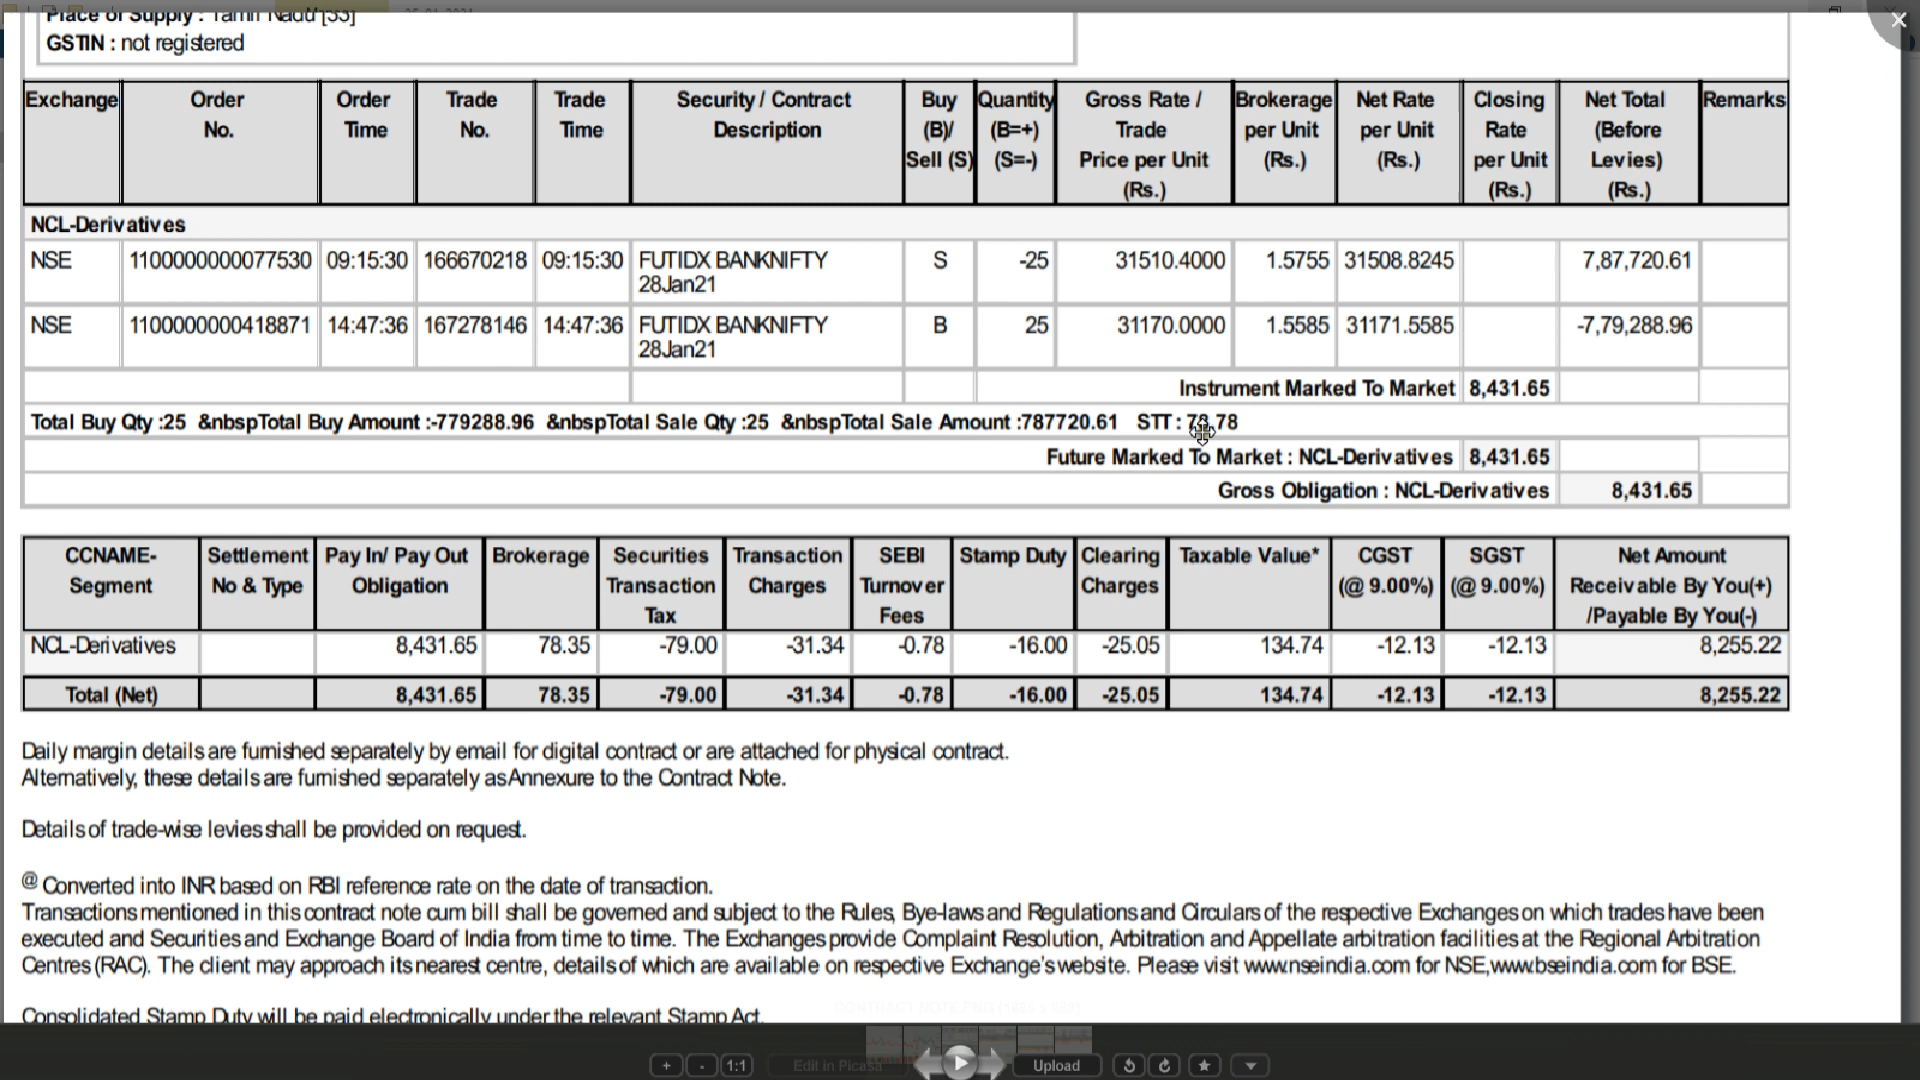 Place of Supply : Tamil Nadu [33]
GSTIN : not registered
Exchange Order No. Order Time Trade No. Trade Time Security / Contract Description Buy (B)/ Sell (S) Quantity (B=+) (S=-) Gross Rate / Trade Price per Unit (Rs.) Brokerage per Unit (Rs.) Net Rate per Unit (Rs.) Closing Rate per Unit (Rs.) Net Total (Before Levies) (Rs.) Remarks
NCL-Derivatives
NSE 1100000000077530 09:15:30 166670218 09:15:30 FUTIDX BANKNIFTY 28Jan21 S -25 31510.4000 1.5755 31508.8245 7,87,720.61
NSE 1100000000418871 14:47:36 167278146 14:47:36 FUTIDX BANKNIFTY 28Jan21 B 25 31170.0000 1.5585 31171.5585 -7,79,288.96
Instrument Marked To Market 8,431.65
Total Buy Qty :25 &nbspTotal Buy Amount :-779288.96 &nbspTotal Sale Qty :25 &nbspTotal Sale Amount :787720.61 STT : 78.78
Future Marked To Market : NCL-Derivatives 8,431.65
Gross Obligation : NCL-Derivatives 8,431.65
CCNAME-Segment Settlement No & Type Pay In/ Pay Out Obligation Brokerage Securities Transaction Tax Transaction Charges SEBI Turnover Fees Stamp Duty Clearing Charges Taxable Value* CGST (@ 9.00%) SGST (@ 9.00%) Net Amount Receivable By You(+) /Payable By You(-)
NCL-Derivatives 8,431.65 78.35 -79.00 -31.34 -0.78 -16.00 -25.05 134.74 -12.13 -12.13 8,255.22
Total (Net) 8,431.65 78.35 -79.00 -31.34 -0.78 -16.00 -25.05 134.74 -12.13 -12.13 8,255.22
Daily margin details are furnished separately by email for digital contract or are attached for physical contract.
Alternatively, these details are furnished separately as Annexure to the Contract Note.
Details of trade-wise levies shall be provided on request.
@ Converted into INR based on RBI reference rate on the date of transaction.
Transactions mentioned in this contract note cum bill shall be governed and subject to the Rules, Bye-laws and Regulations and Circulars of the respective Exchanges on which trades have been
executed and Securities and Exchange Board of India from time to time. The Exchanges provide Complaint Resolution, Arbitration and Appellate arbitration facilities at the Regional Arbitration
Centres (RAC). The client may approach its nearest centre, details of which are available on respective Exchange's website. Please visit www.nseindia.com for NSE,www.bseindia.com for BSE.
Consolidated Stamp Duty will be paid electronically under the relevant Stamp Act.
1:1 Edit in Picasa Upload